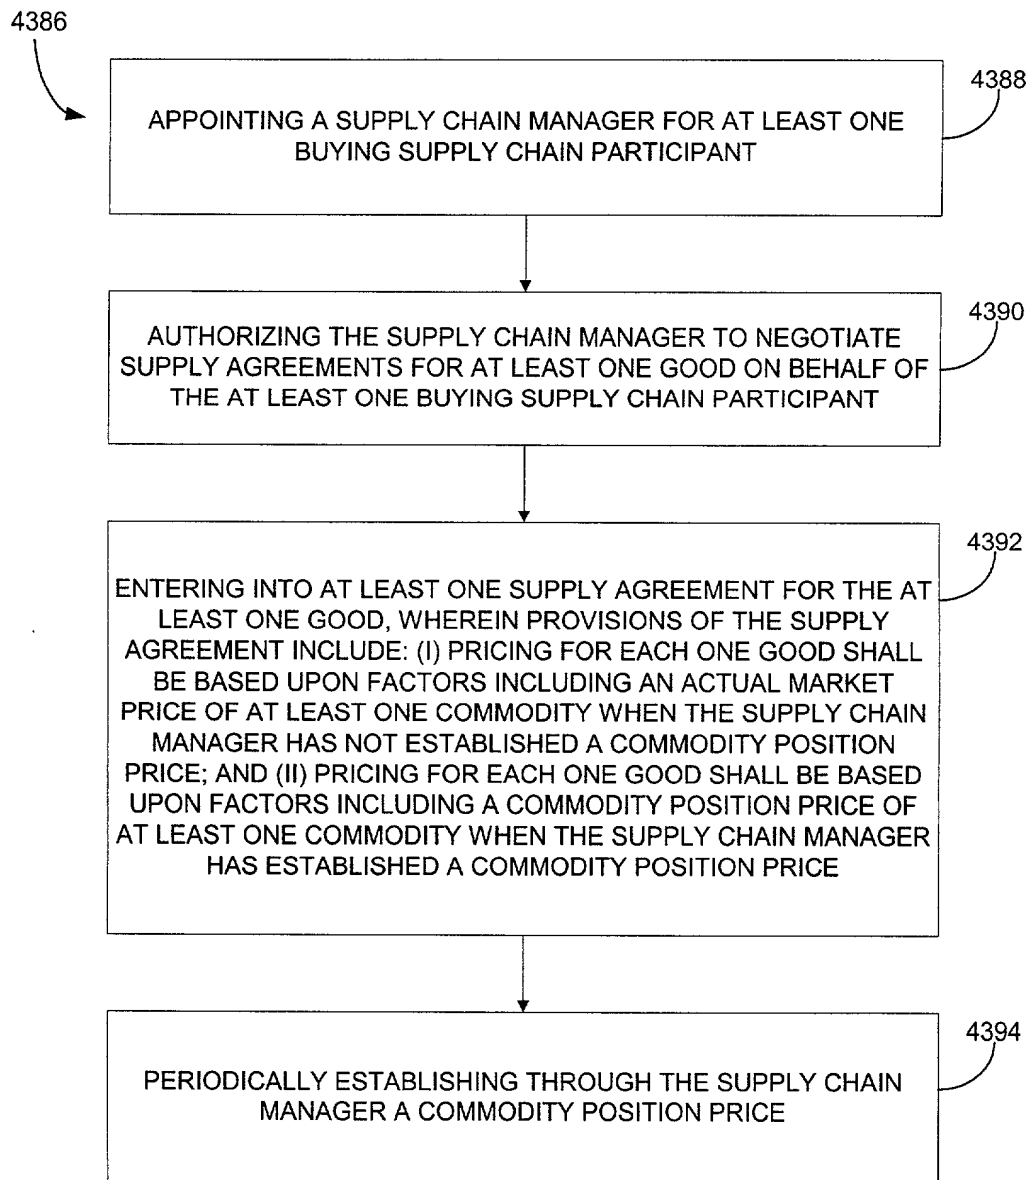 4386
4388
APPOINTING A SUPPLY CHAIN MANAGER FOR AT LEAST ONE
BUYING SUPPLY CHAIN PARTICIPANT
4390
AUTHORIZING THE SUPPLY CHAIN MANAGER TO NEGOTIATE
SUPPLY AGREEMENTS FOR AT LEAST ONE GOOD ON BEHALF OF
THE AT LEAST ONE BUYING SUPPLY CHAIN PARTICIPANT
4392
ENTERING INTO AT LEAST ONE SUPPLY AGREEMENT FOR THE AT
LEAST ONE GOOD, WHEREIN PROVISIONS OF THE SUPPLY
AGREEMENT INCLUDE: (I) PRICING FOR EACH ONE GOOD SHALL
BE BASED UPON FACTORS INCLUDING AN ACTUAL MARKET
PRICE OF AT LEAST ONE COMMODITY WHEN THE SUPPLY CHAIN
MANAGER HAS NOT ESTABLISHED A COMMODITY POSITION
PRICE; AND (II) PRICING FOR EACH ONE GOOD SHALL BE BASED
UPON FACTORS INCLUDING A COMMODITY POSITION PRICE OF
AT LEAST ONE COMMODITY WHEN THE SUPPLY CHAIN MANAGER
HAS ESTABLISHED A COMMODITY POSITION PRICE
4394
PERIODICALLY ESTABLISHING THROUGH THE SUPPLY CHAIN
MANAGER A COMMODITY POSITION PRICE